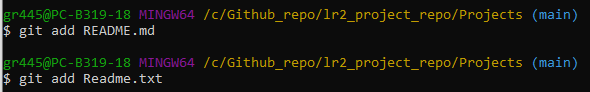 gr445@PC-B319-18 MINGW64 /c/Github_repo/lr2_project_repo/Projects (main)
$ git add README.md
gr445@PC-B319-18 MINGW64 /c/Github_repo/lr2_project_repo/Projects (main)
$ git add Readme.txt